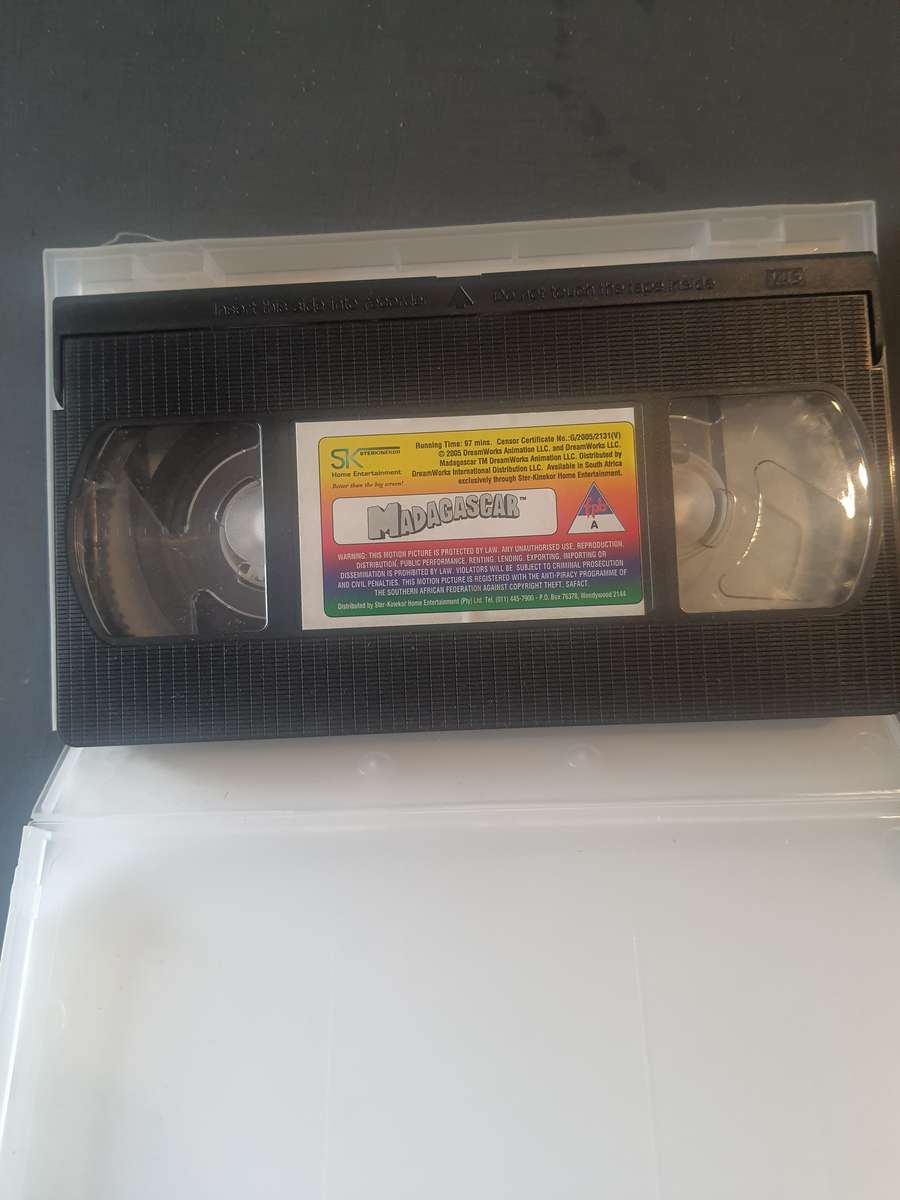 Insert this side into recorder
Do not touch the tape inside
VHS
SK STERKINEKOR
Home Entertainment
Better than the big screen!
Running Time: 97 mins. Censor Certificate No.:G/2005/2131(V)
© 2005 DreamWorks Animation LLC. and DreamWorks LLC.
Madagascar TM DreamWorks Animation LLC. Distributed by
DreamWorks International Distribution LLC. Available in South Africa
exclusively through Ster-Kinekor Home Entertainment.
MADAGASCAR™
fpb
A
WARNING: THIS MOTION PICTURE IS PROTECTED BY LAW. ANY UNAUTHORISED USE, REPRODUCTION,
DISTRIBUTION, PUBLIC PERFORMANCE, RENTING, LENDING, EXPORTING, IMPORTING OR
DISSEMINATION IS PROHIBITED BY LAW. VIOLATORS WILL BE SUBJECT TO CRIMINAL PROSECUTION
AND CIVIL PENALTIES. THIS MOTION PICTURE IS REGISTERED WITH THE ANTI-PIRACY PROGRAMME OF
THE SOUTHERN AFRICAN FEDERATION AGAINST COPYRIGHT THEFT, SAFACT.
Distributed by Ster-Kinekor Home Entertainment (Pty) Ltd. Tel. (011) 445-7900 - P.O. Box 76378, Wendywood 2144